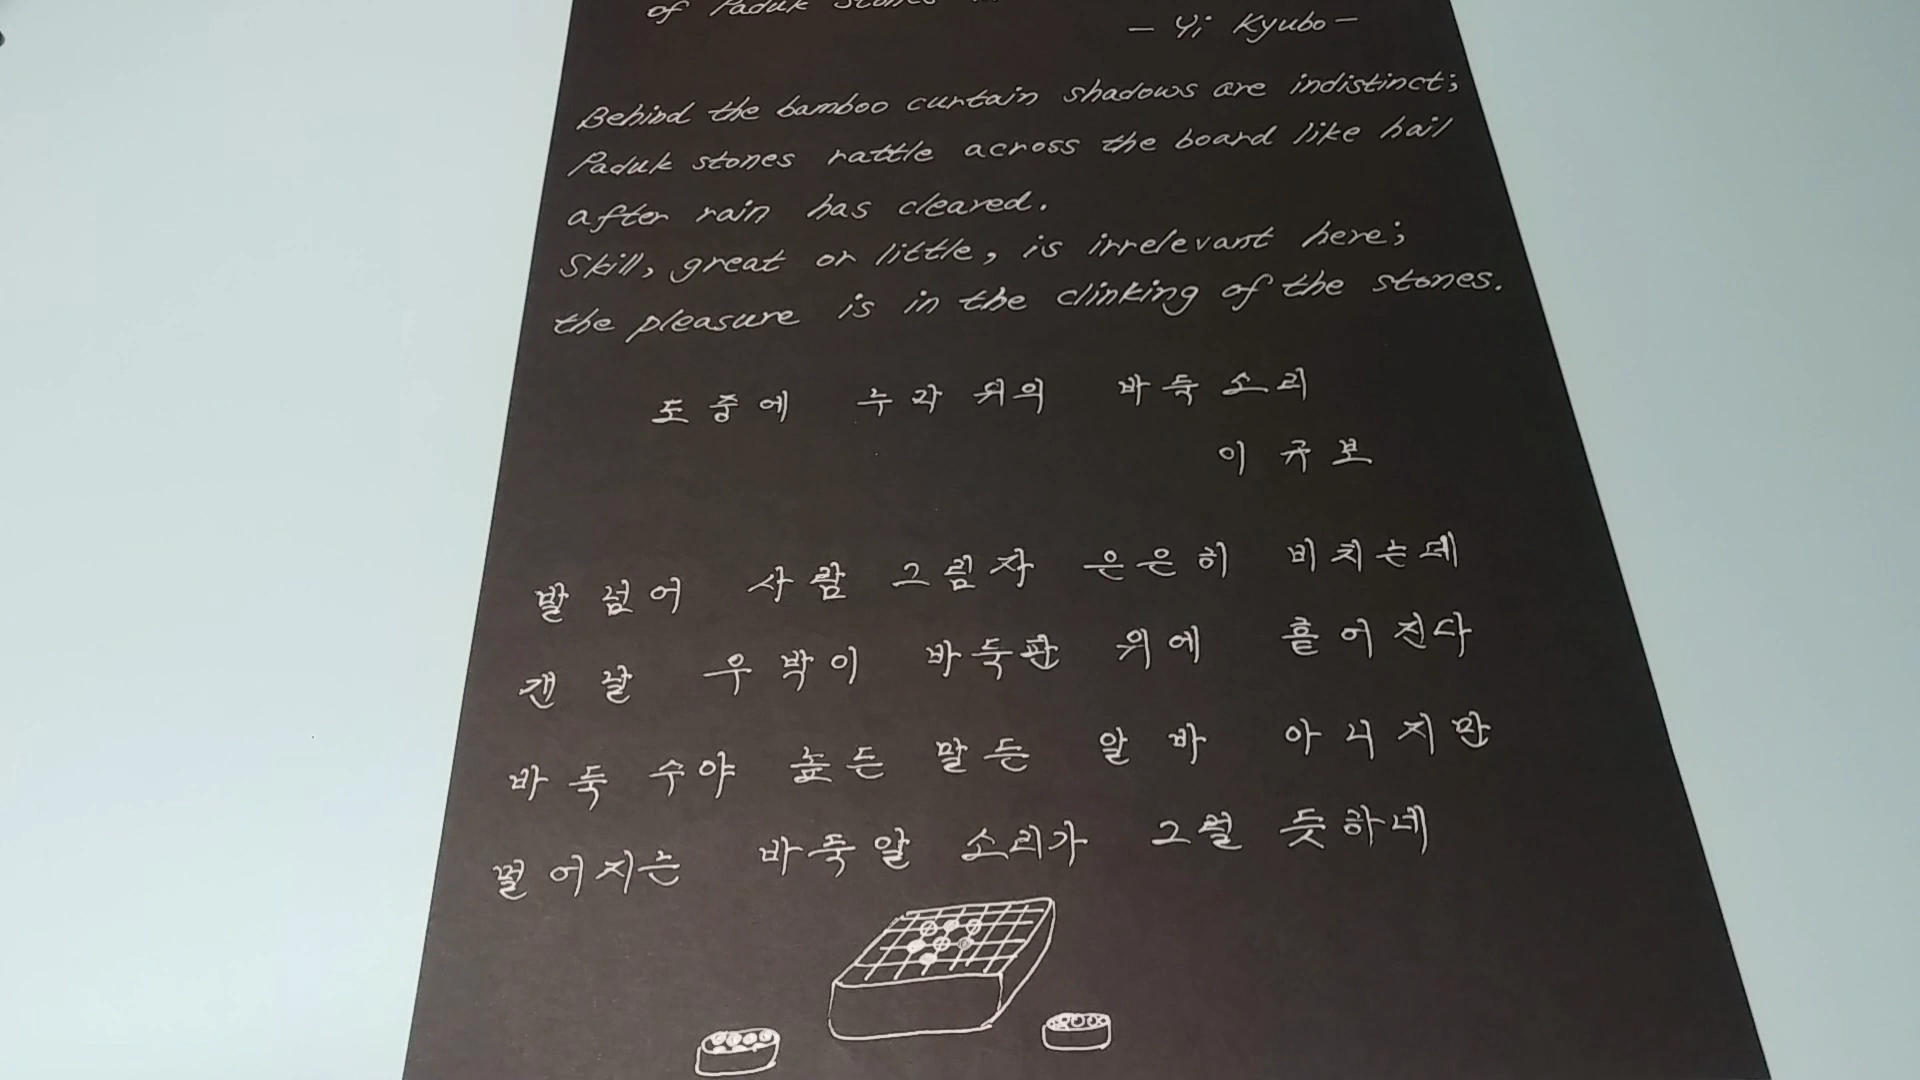 of Paduk Stones
- Yi Kyubo -
Behind the bamboo curtain shadows are indistinct;
Paduk stones rattle across the board like hail
after rain has cleared.
Skill, great or little, is irrelevant here;
the pleasure is in the clinking of the stones.
도중에 누각 위의 바둑소리
이규보
발 넘어 사람 그림자 은은히 비치는데
갠 날 우박이 바둑판 위에 흩어진다
바둑 수야 높든 말든 알 바 아니지만
떨어지는 바둑알 소리가 그럴 듯하네